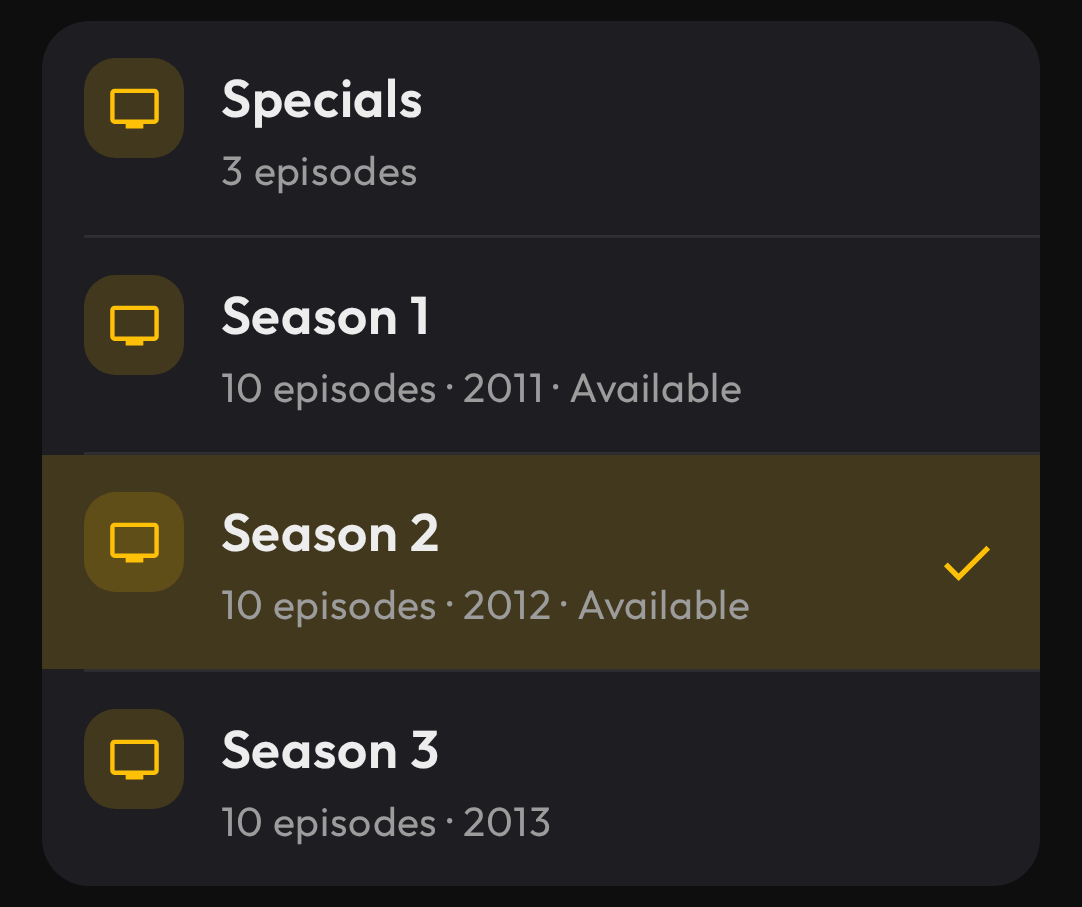 Specials
3 episodes
Season 1
10 episodes · 2011 · Available
Season 2
10 episodes · 2012 · Available
Season 3
10 episodes · 2013